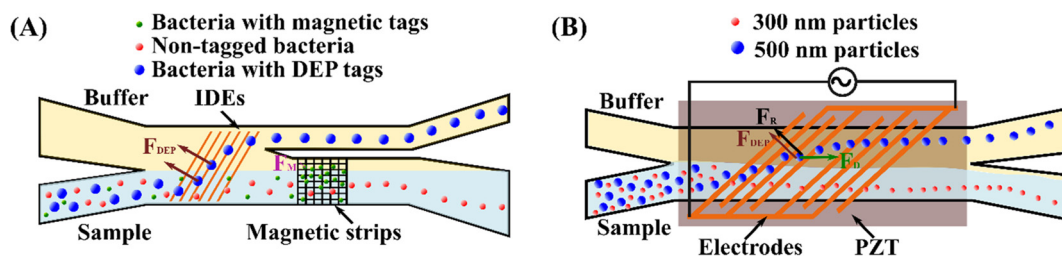 (A)
Bacteria with magnetic tags
Non-tagged bacteria
Bacteria with DEP tags
Buffer
IDEs
FDEP
FM
Sample
Magnetic strips
(B)
300 nm particles
500 nm particles
Buffer
FR
FDEP
FD
Sample
Electrodes
PZT